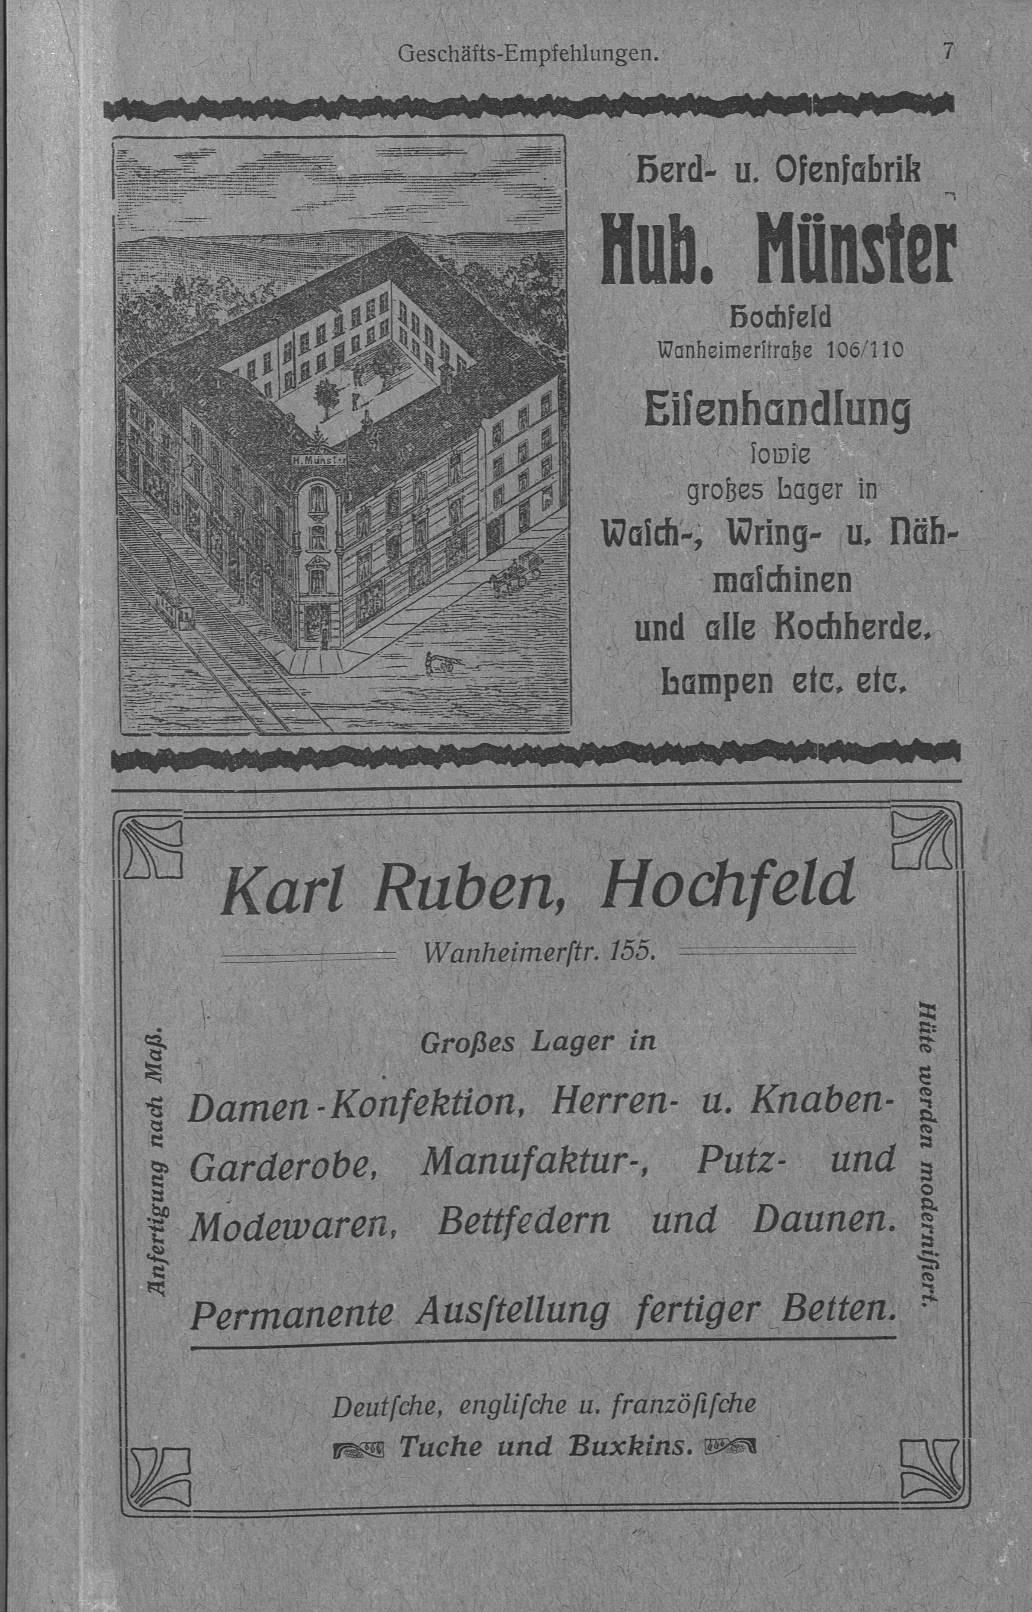 Geschäfts-Empfehlungen. 7
Herd- u. Ofenfabrik
Hub. Münster
Hochfeld
Wanheimerſtraße 106/110
Eiſenhandlung
ſowie
großes Lager in
Waſch-, Wring- u. Näh-
maſchinen
und alle Kochherde,
Lampen etc. etc.
H. Münster
Karl Ruben, Hochfeld
Wanheimerſtr. 155.
Großes Lager in
Damen-Konfektion, Herren- u. Knaben-
Garderobe, Manufaktur-, Putz- und
Modewaren, Bettfedern und Daunen.
Permanente Ausſtellung fertiger Betten.
Deutſche, engliſche u. franzöſiſche
Tuche und Buxkins.
Anfertigung nach Maß.
Hüte werden moderniſiert.